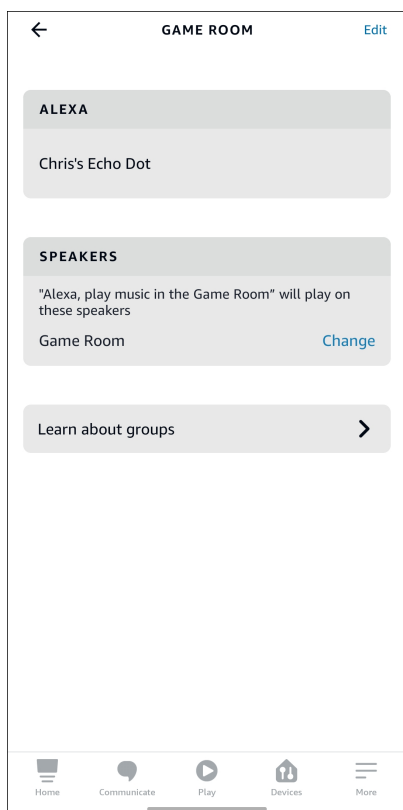 GAME ROOM
Edit
ALEXA
Chris's Echo Dot
SPEAKERS
"Alexa, play music in the Game Room” will play on
these speakers
Game Room
Change
Learn about groups
Home
Communicate
Play
Devices
More